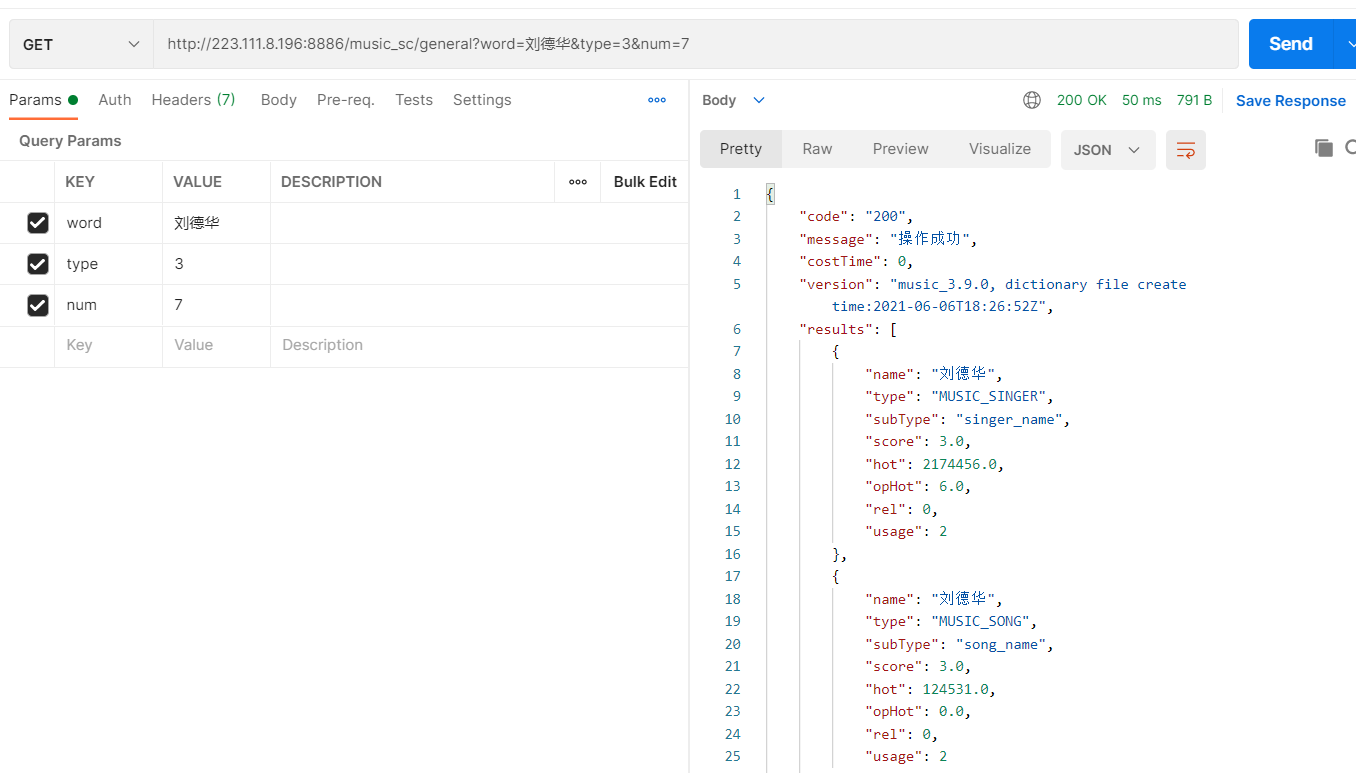 GET
http://223.111.8.196:8886/music_sc/general?word=刘德华&type=3&num=7
Send
Params
Auth
Headers (7)
Body
Pre-req.
Tests
Settings
Query Params
KEY VALUE DESCRIPTION
Bulk Edit
word 刘德华
type 3
num 7
Key Value Description
Body
200 OK 50 ms 791 B
Save Response
Pretty
Raw
Preview
Visualize
JSON
1 {
2 "code": "200",
3 "message": "操作成功",
4 "costTime": 0,
5 "version": "music_3.9.0, dictionary file create
time:2021-06-06T18:26:52Z",
6 "results": [
7 {
8 "name": "刘德华",
9 "type": "MUSIC_SINGER",
10 "subType": "singer_name",
11 "score": 3.0,
12 "hot": 2174456.0,
13 "opHot": 6.0,
14 "rel": 0,
15 "usage": 2
16 },
17 {
18 "name": "刘德华",
19 "type": "MUSIC_SONG",
20 "subType": "song_name",
21 "score": 3.0,
22 "hot": 124531.0,
23 "opHot": 0.0,
24 "rel": 0,
25 "usage": 2